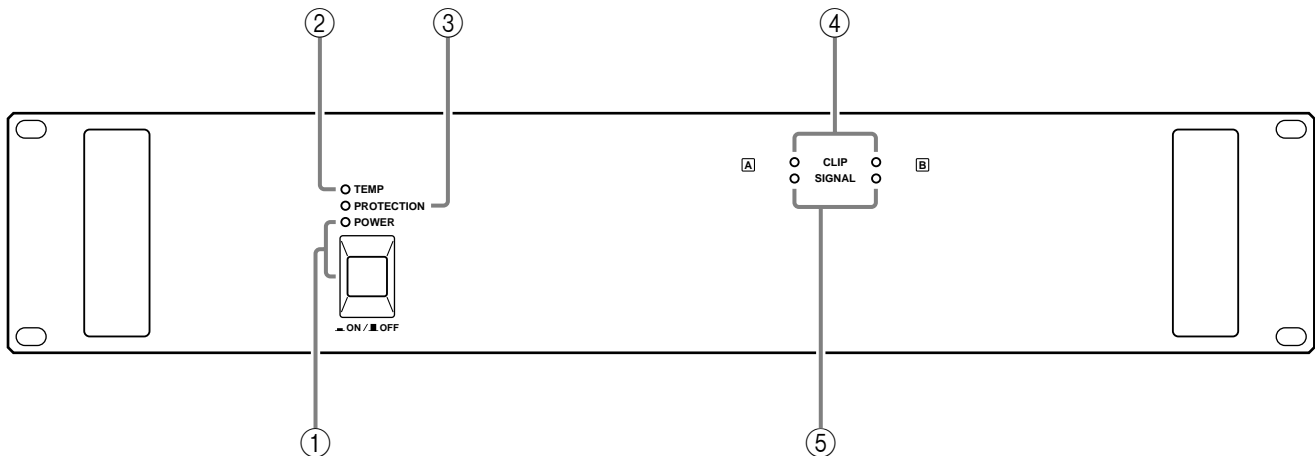 ② ③ ④
A CLIP B
SIGNAL
TEMP
PROTECTION
POWER
ON / OFF
① ⑤